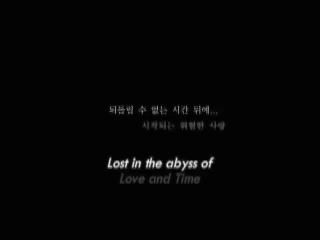 되돌릴 수 없는 시간 뒤에...
시작되는 위험한 사랑
Lost in the abyss of
Love and Time